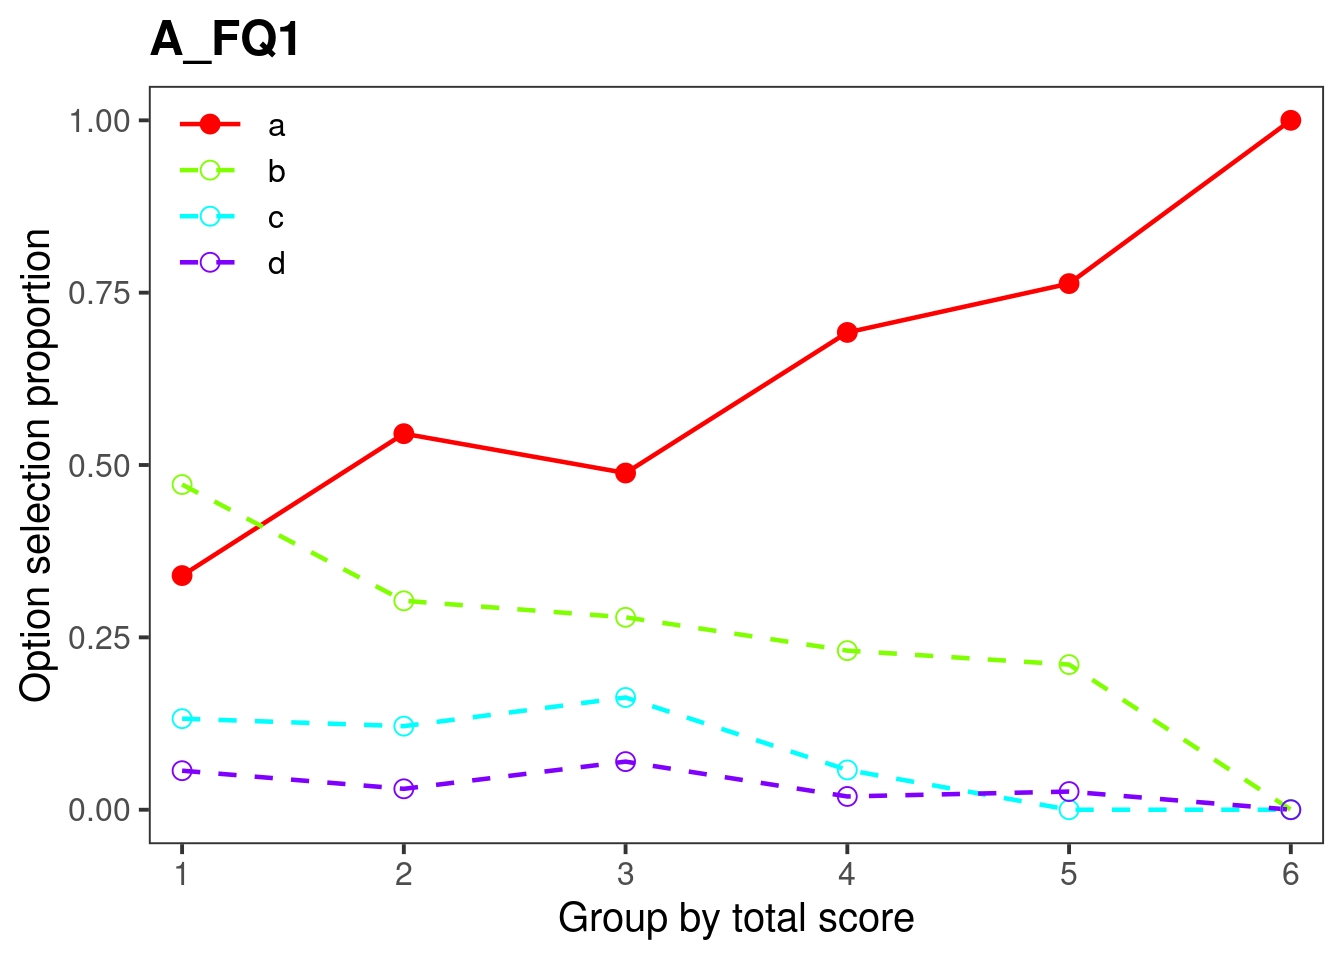 A_FQ1
a
b
c
d
1.00
0.75
0.50
0.25
0.00
Option selection proportion
1 2 3 4 5 6
Group by total score